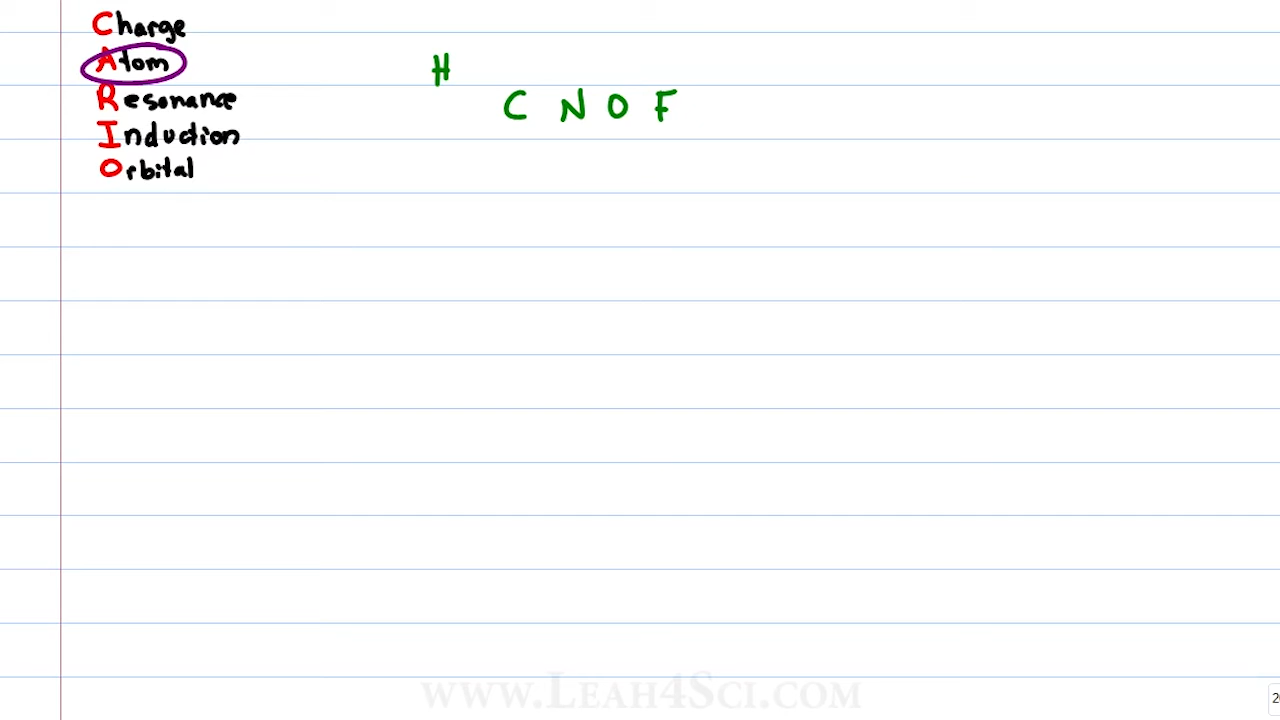 Charge
Atom
Resonance
Induction
Orbital
H
C N O F
www.Leah4Sci.com